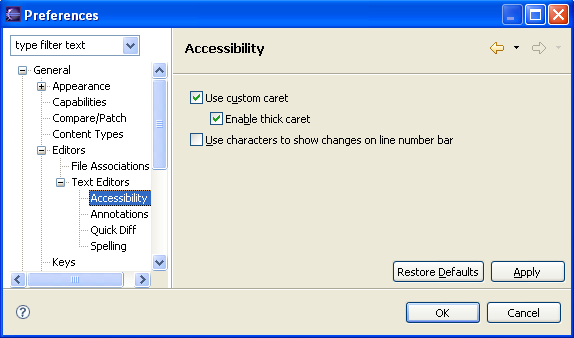 Preferences
type filter text
General
Appearance
Capabilities
Compare/Patch
Content Types
Editors
File Associations
Text Editors
Accessibility
Annotations
Quick Diff
Spelling
Keys
Accessibility
Use custom caret
Enable thick caret
Use characters to show changes on line number bar
Restore Defaults
Apply
?
OK
Cancel